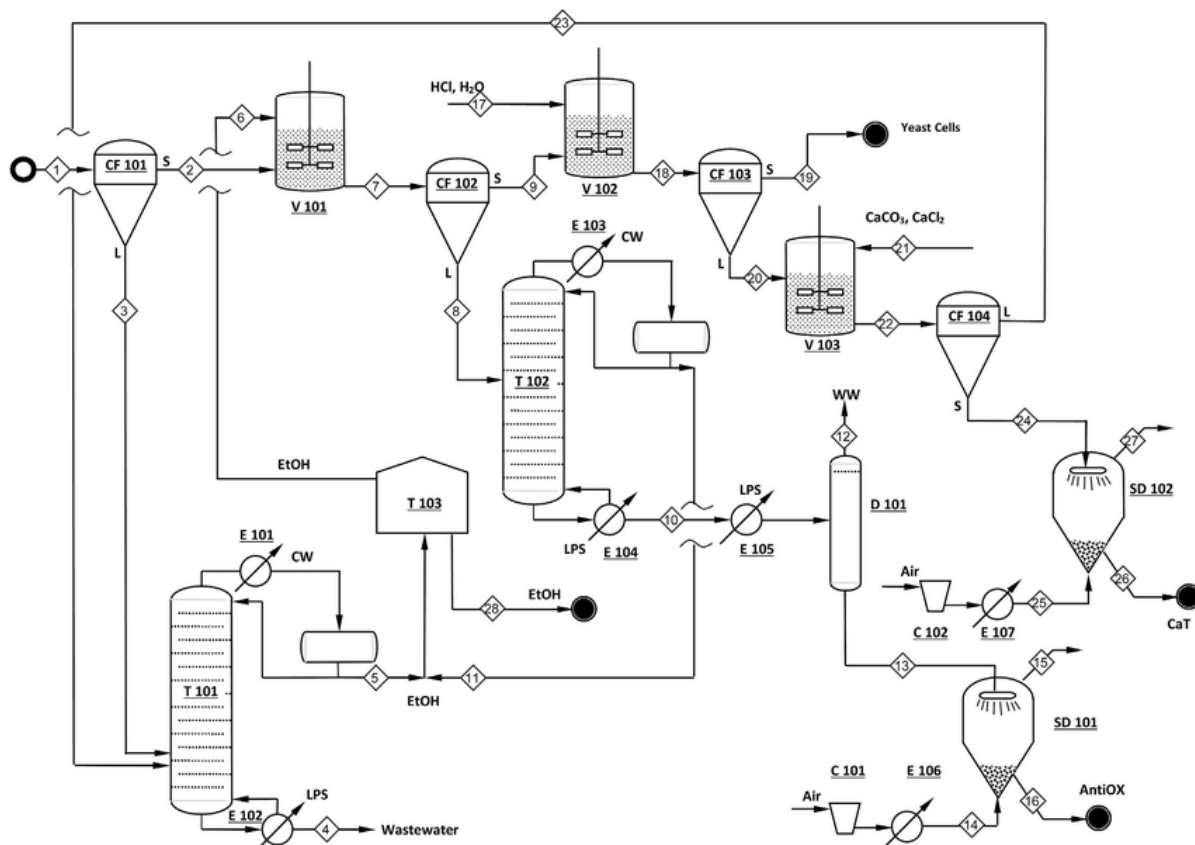 23
HCl, H₂O
17
6
Yeast Cells
1
CF 101
S
2
V 101
7
CF 102
S
9
V 102
18
CF 103
S
19
CaCO₃, CaCl₂
21
E 103
CW
L
L
L
20
3
8
V 103
22
CF 104
L
T 102
WW
S
12
24
27
EtOH
SD 102
T 103
LPS
D 101
10
E 101
CW
LPS
E 104
E 105
Air
26
EtOH
28
C 102
E 107
25
CaT
13
15
T 101
5
11
EtOH
SD 101
C 101
E 106
LPS
AntiOX
E 102
Air
16
4
Wastewater
14